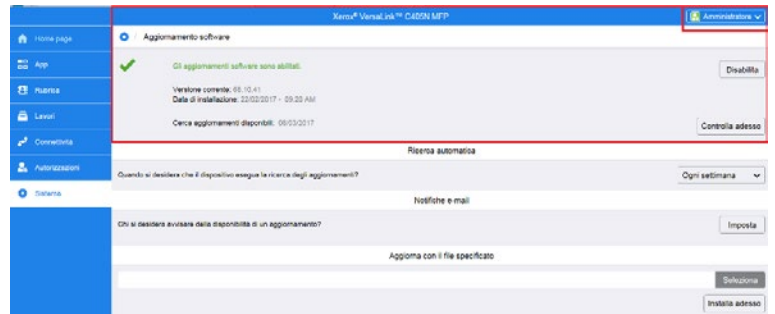 Xerox® VersaLink™ C405N MFP
Amministratore
Home page
App
Rubrica
Lavori
Connettività
Autorizzazioni
Sistema
Aggiornamento software
Gli aggiornamenti software sono abilitati.
Disabilita
Versione corrente: 68.10.41
Data di installazione: 22/02/2017 - 09:23 AM
Cerca aggiornamenti disponibili: 06/03/2017
Controlla adesso
Ricerca automatica
Quando si desidera che il dispositivo esegua la ricerca degli aggiornamenti?
Ogni settimana
Notifiche e-mail
Chi si desidera avvisare della disponibilità di un aggiornamento?
Imposta
Aggiorna con il file specificato
Seleziona
Installa adesso